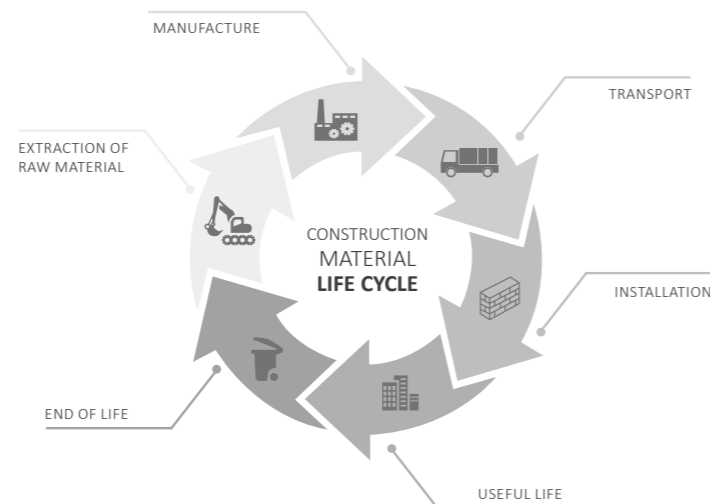 MANUFACTURE
TRANSPORT
EXTRACTION OF
RAW MATERIAL
CONSTRUCTION
MATERIAL
LIFE CYCLE
INSTALLATION
END OF LIFE
USEFUL LIFE